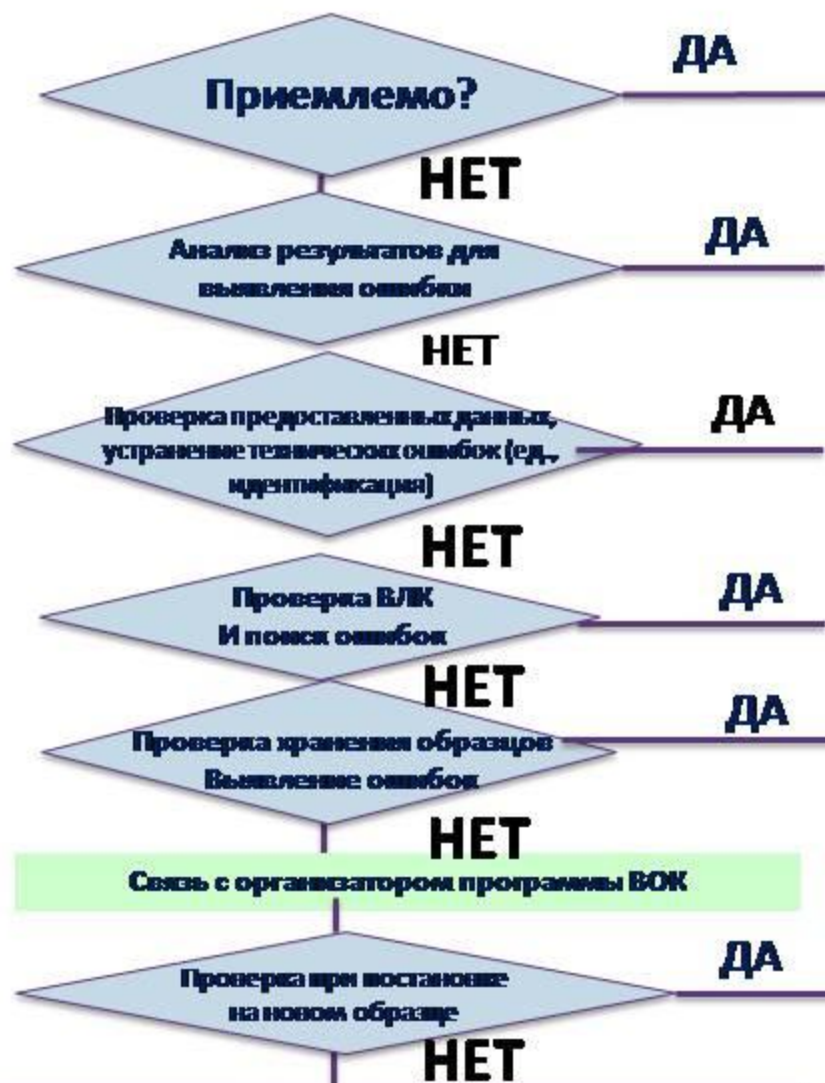 Приемлемо?
ДА
НЕТ
Анализ результатов для
выявления ошибки
ДА
НЕТ
Проверка предоставленных данных,
устранение технических ошибок (ед.,
идентификация)
ДА
НЕТ
Проверка ВЛК
И поиск ошибок
ДА
НЕТ
Проверка хранения образцов
Выявление ошибок
ДА
НЕТ
Связь с организатором программы ВОК
Проверка при постановке
на новом образце
ДА
НЕТ